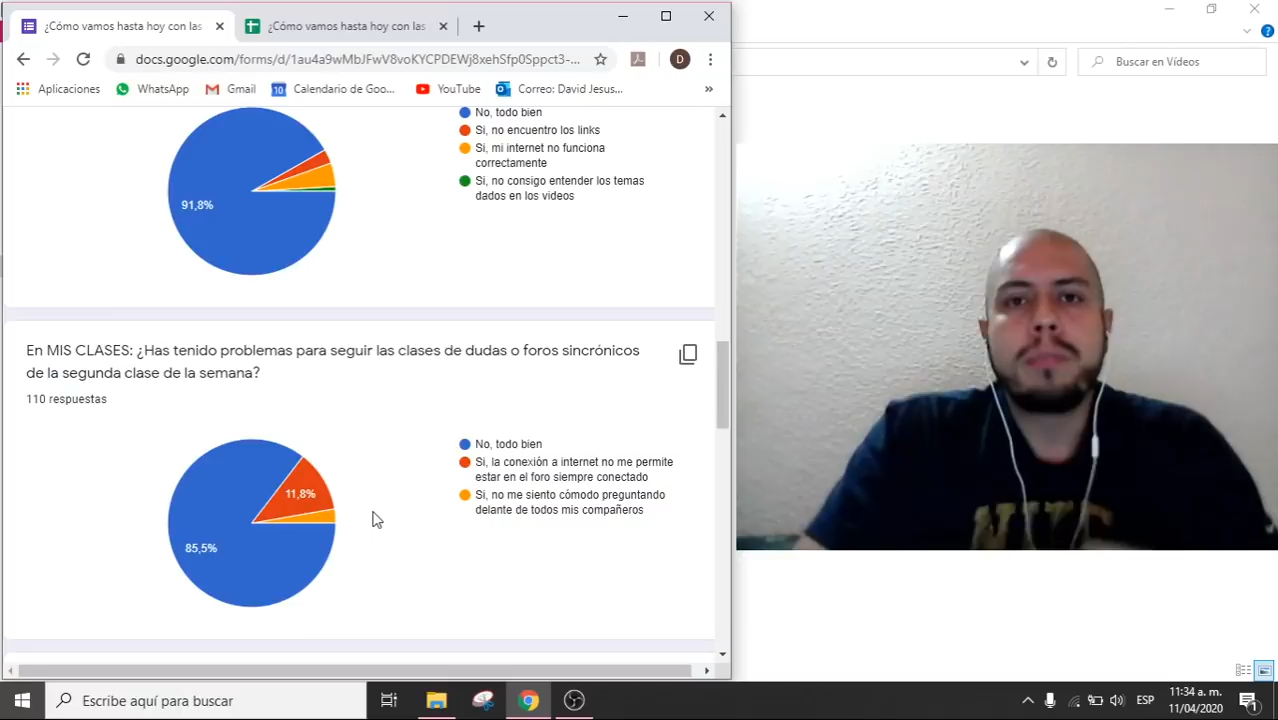 ¿Cómo vamos hasta hoy con las
¿Cómo vamos hasta hoy con las
docs.google.com/forms/d/1au4a9wMbJFwV8voKYCPDEWj8xehSfp0Sppct3-...
D
Buscar en Vídeos
Aplicaciones
WhatsApp
Gmail
10
Calendario de Goo...
YouTube
Correo: David Jesus...
»
No, todo bien
Si, no encuentro los links
Si, mi internet no funciona
correctamente
Si, no consigo entender los temas
dados en los videos
91,8%
En MIS CLASES: ¿Has tenido problemas para seguir las clases de dudas o foros sincrónicos
de la segunda clase de la semana?
110 respuestas
No, todo bien
Si, la conexión a internet no me permite
estar en el foro siempre conectado
Si, no me siento cómodo preguntando
delante de todos mis compañeros
11,8%
85,5%
NIKE
Escribe aquí para buscar
ESP
11:34 a. m.
11/04/2020
1